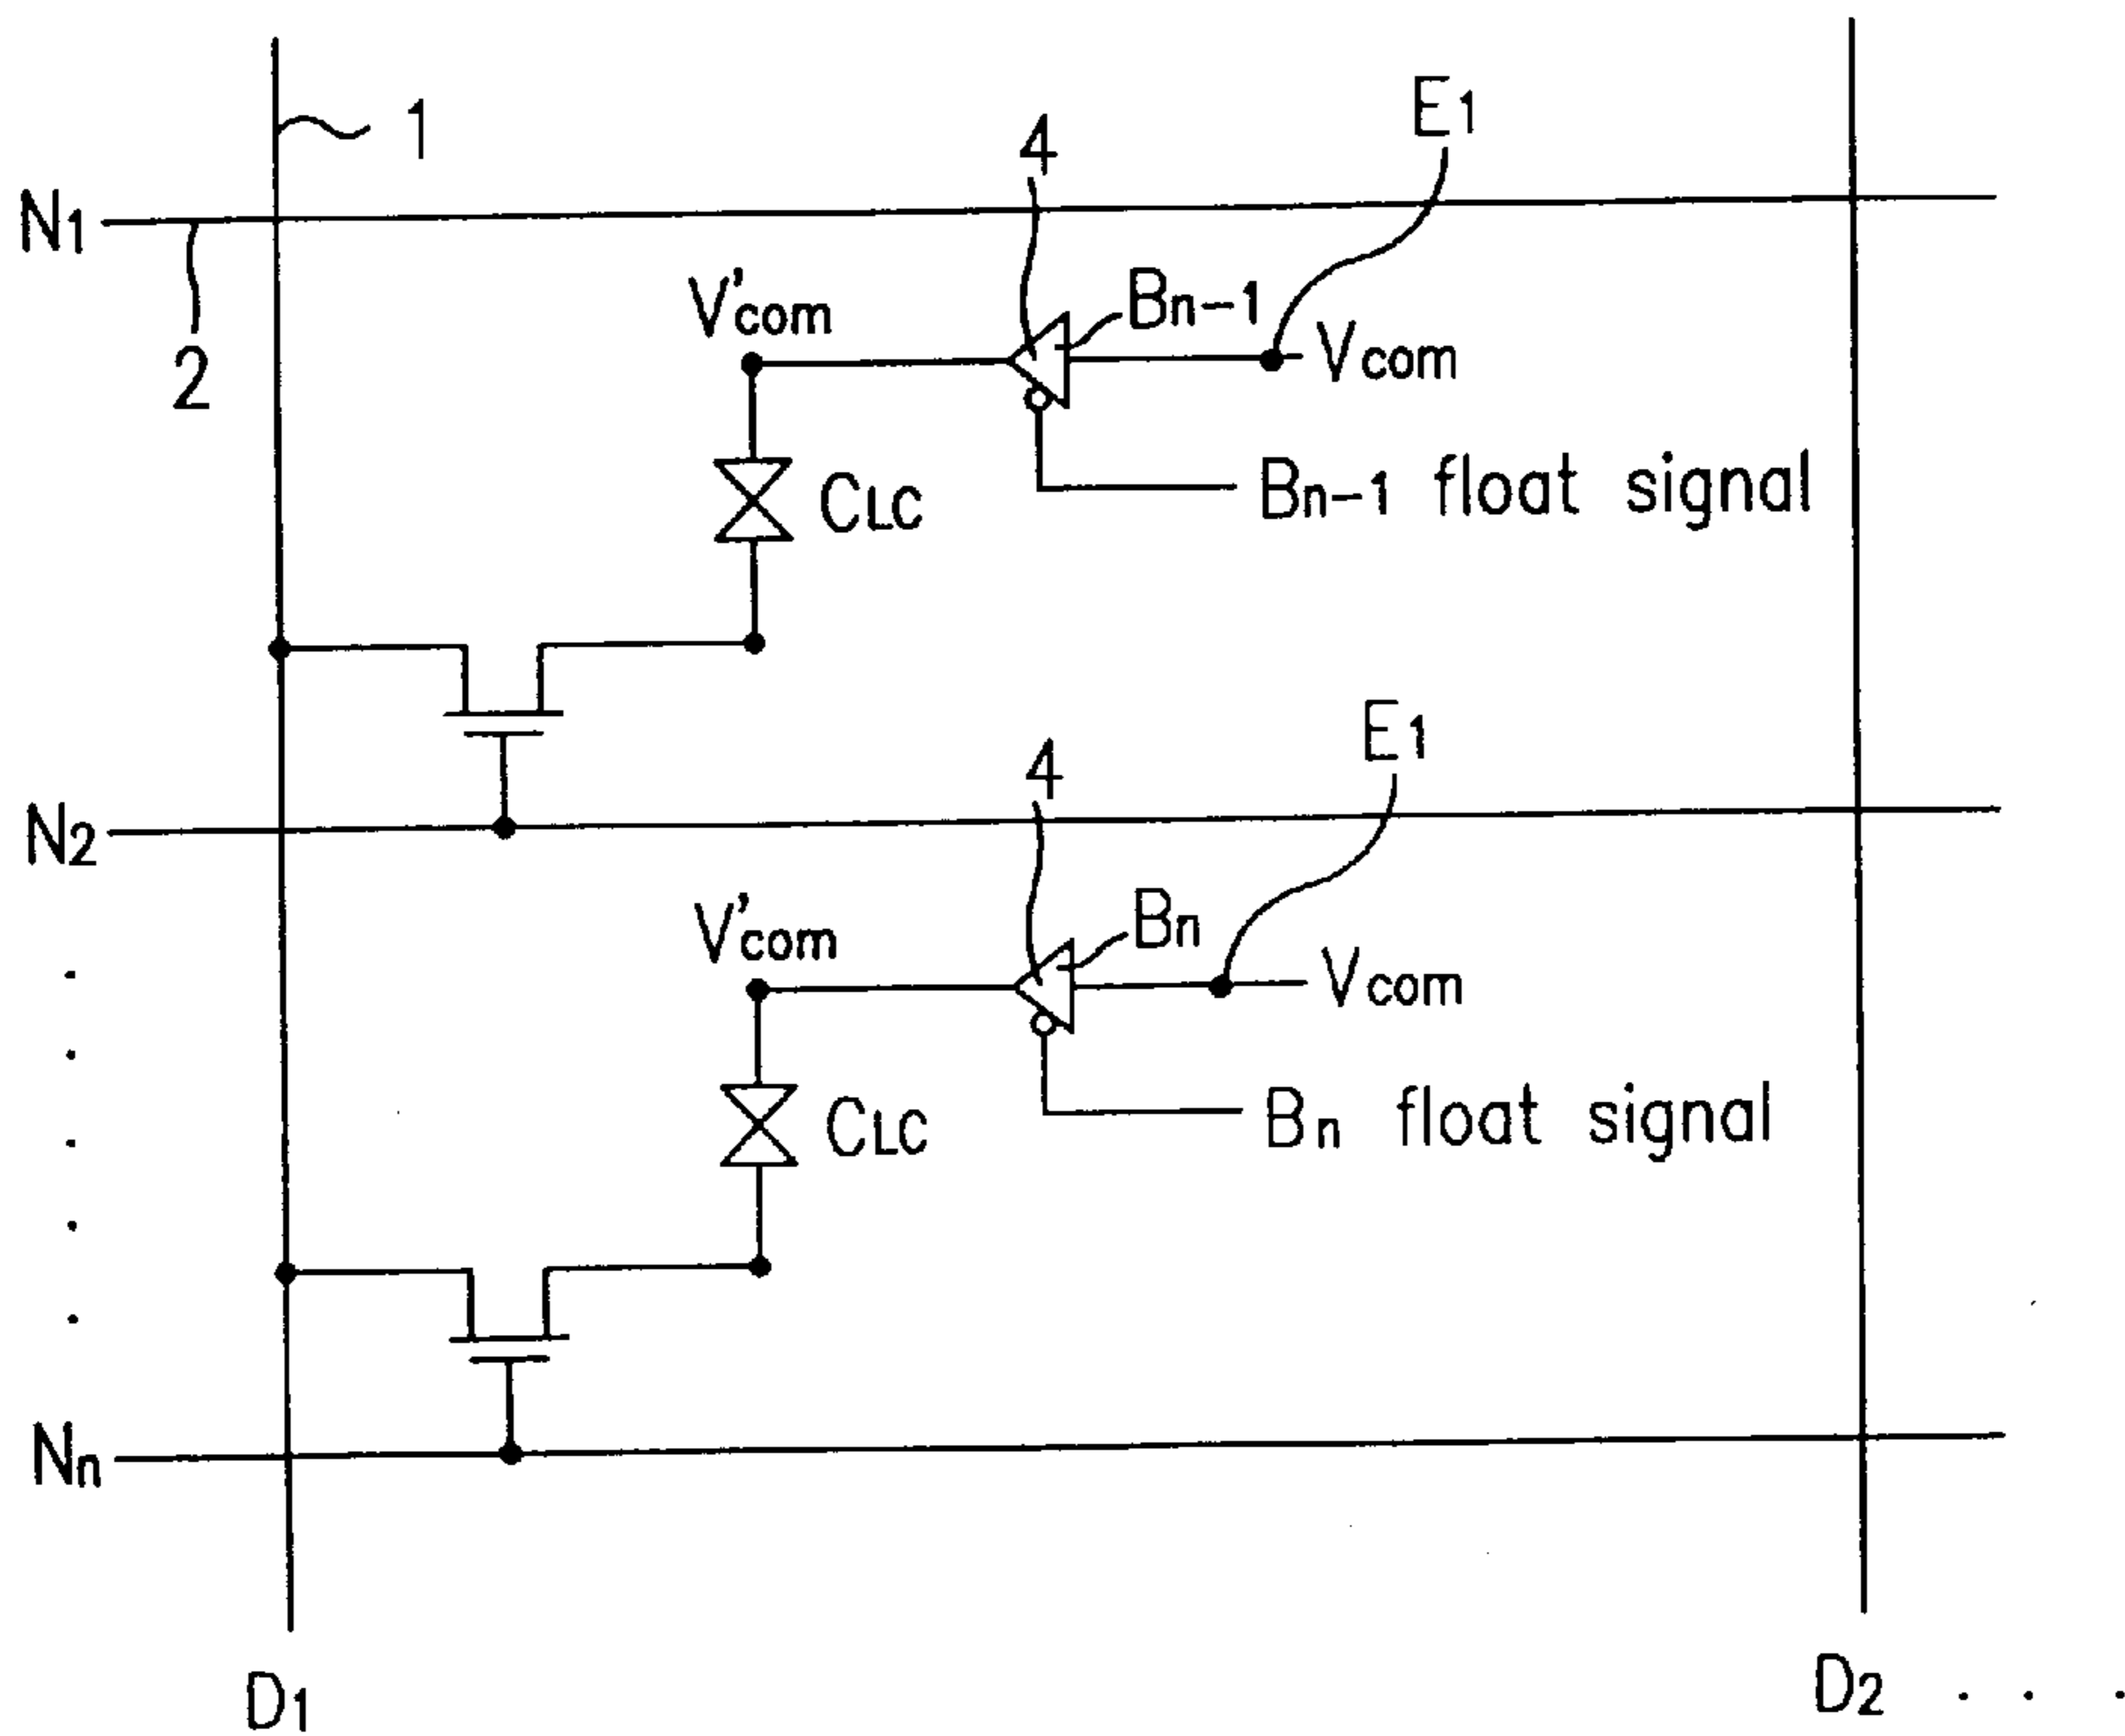 E1
1
4
N1
Bn-1
V'com
Vcom
2
Bn-1 float signal
CLC
E1
4
N2
Bn
V'com
Vcom
Bn float signal
CLC
Nn
D1
D2 . . .